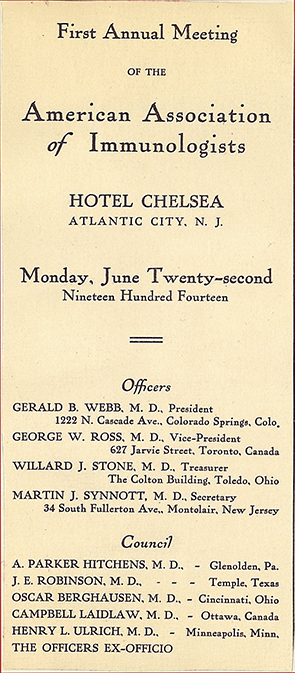 First Annual Meeting
OF THE
American Association
of Immunologists
HOTEL CHELSEA
ATLANTIC CITY, N. J.
Monday, June Twenty-second
Nineteen Hundred Fourteen
Officers
GERALD B. WEBB, M. D., President
1222 N. Cascade Ave., Colorado Springs, Colo.
GEORGE W. ROSS, M. D., Vice-President
627 Jarvie Street, Toronto, Canada
WILLARD J. STONE, M. D., Treasurer
The Colton Building, Toledo, Ohio
MARTIN J. SYNNOTT, M. D., Secretary
34 South Fullerton Ave., Montolair, New Jersey
Council
A. PARKER HITCHENS, M. D., - Glenolden, Pa.
J. E. ROBINSON, M. D., - - - Temple, Texas
OSCAR BERGHAUSEN, M. D., - Cincinnati, Ohio
CAMPBELL LAIDLAW, M. D., - Ottawa, Canada
HENRY L. ULRICH, M. D., - Minneapolis, Minn.
THE OFFICERS EX-OFFICIO